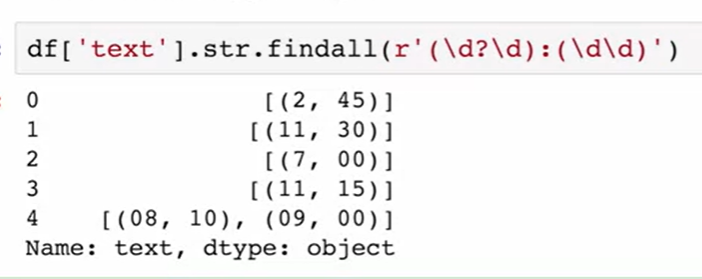 df['text'].str.findall(r'(\d?\d):(\d\d)')
0 [(2, 45)]
1 [(11, 30)]
2 [(7, 00)]
3 [(11, 15)]
4 [(08, 10), (09, 00)]
Name: text, dtype: object